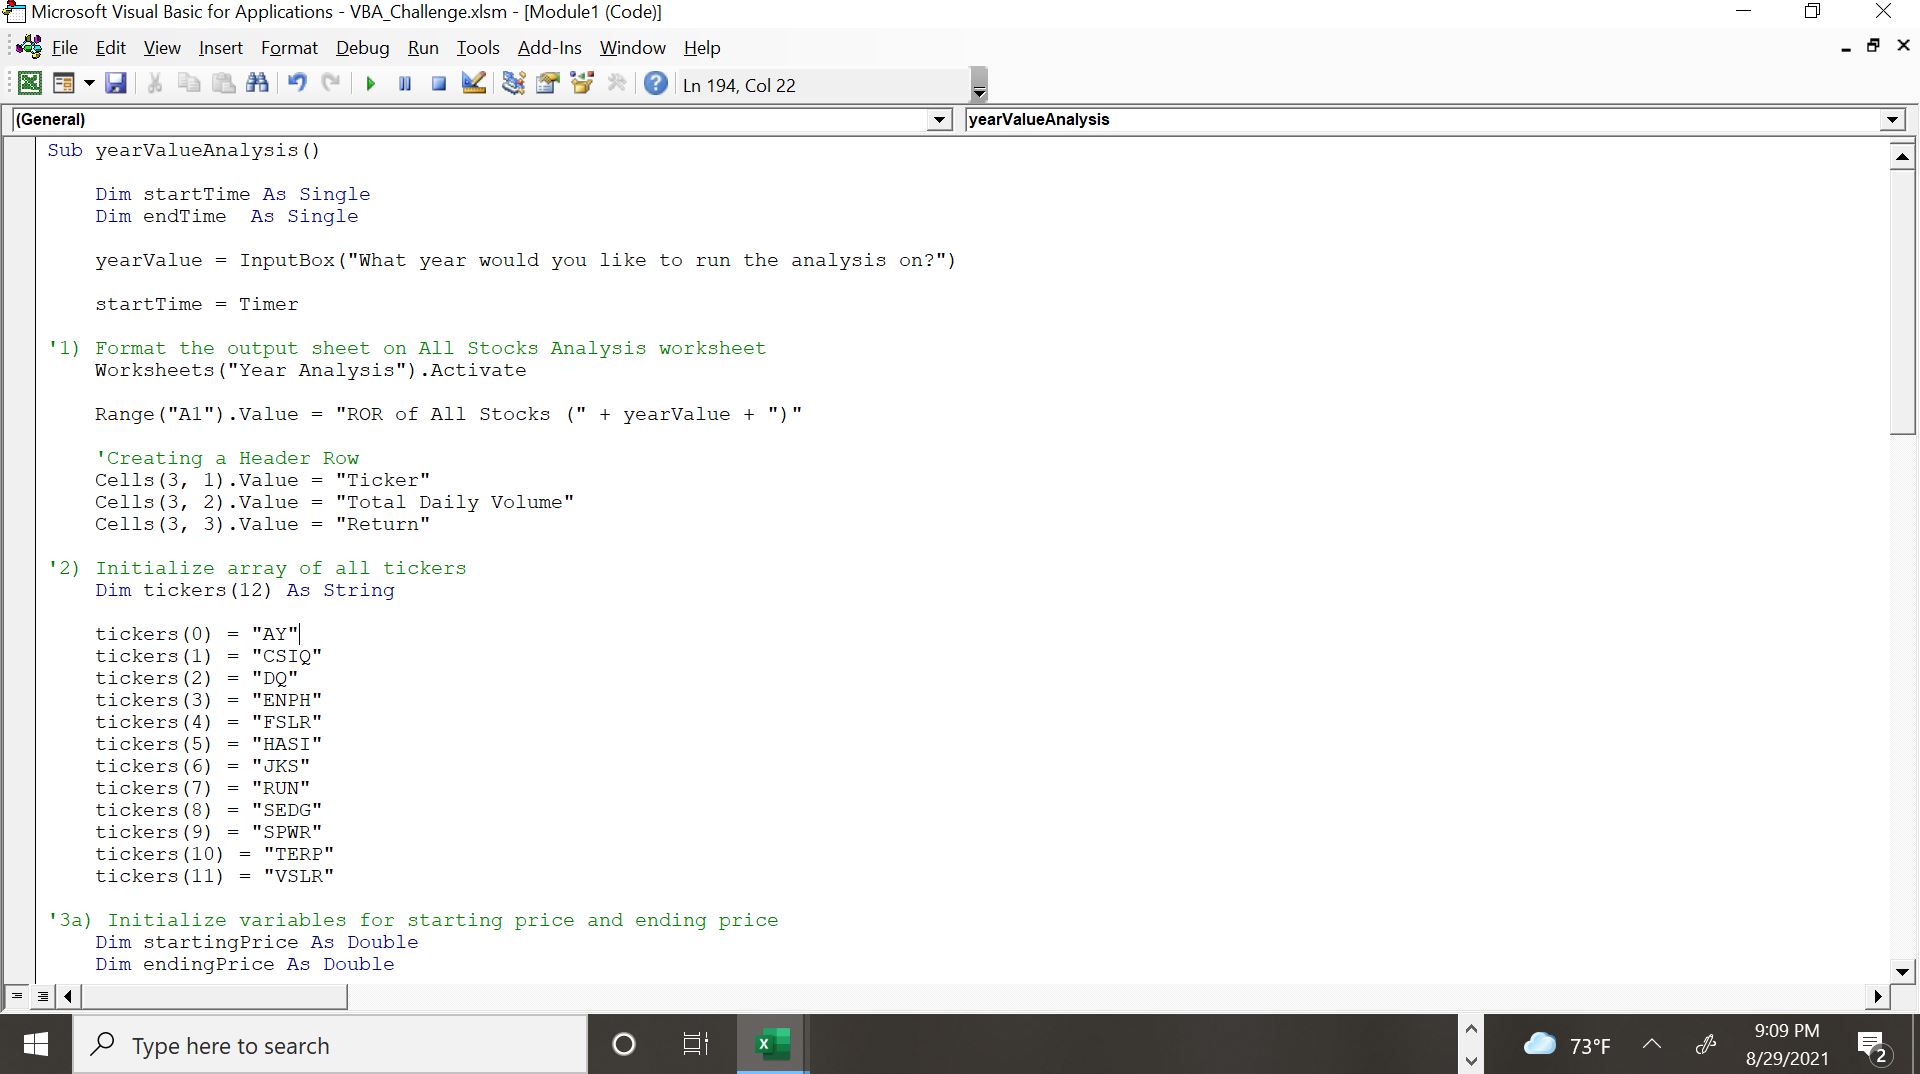 Microsoft Visual Basic for Applications - VBA_Challenge.xlsm - [Module1 (Code)]
File Edit View Insert Format Debug Run Tools Add-Ins Window Help
Ln 194, Col 22
(General) yearValueAnalysis
Sub yearValueAnalysis()
Dim startTime As Single
Dim endTime  As Single
yearValue = InputBox("What year would you like to run the analysis on?")
startTime = Timer
'1) Format the output sheet on All Stocks Analysis worksheet
Worksheets("Year Analysis").Activate
Range("A1").Value = "ROR of All Stocks (" + yearValue + ")"
'Creating a Header Row
Cells(3, 1).Value = "Ticker"
Cells(3, 2).Value = "Total Daily Volume"
Cells(3, 3).Value = "Return"
'2) Initialize array of all tickers
Dim tickers(12) As String
tickers(0) = "AY"
tickers(1) = "CSIQ"
tickers(2) = "DQ"
tickers(3) = "ENPH"
tickers(4) = "FSLR"
tickers(5) = "HASI"
tickers(6) = "JKS"
tickers(7) = "RUN"
tickers(8) = "SEDG"
tickers(9) = "SPWR"
tickers(10) = "TERP"
tickers(11) = "VSLR"
'3a) Initialize variables for starting price and ending price
Dim startingPrice As Double
Dim endingPrice As Double
Type here to search
73°F
9:09 PM
8/29/2021
2